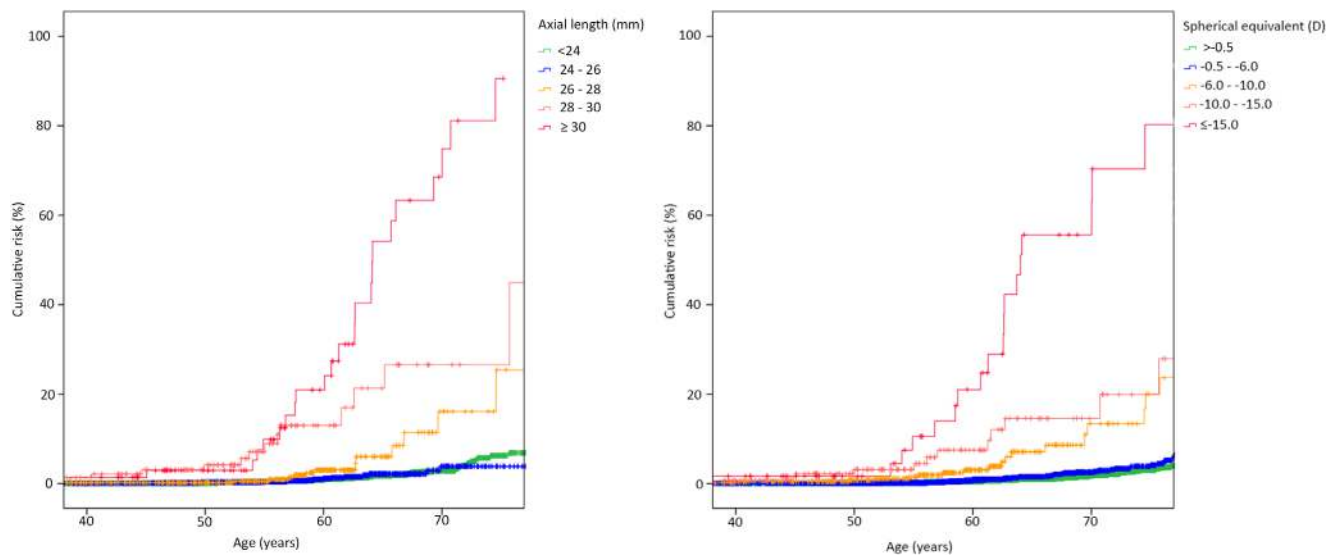 Axial length (mm)
<24
24 - 26
26 - 28
28 - 30
≥ 30
100
80
60
40
20
0
Cumulative risk (%)
40
50
60
70
Age (years)
Spherical equivalent (D)
>-0.5
-0.5 - -6.0
-6.0 - -10.0
-10.0 - -15.0
≤-15.0
100
80
60
40
20
0
Cumulative risk (%)
40
50
60
70
Age (years)